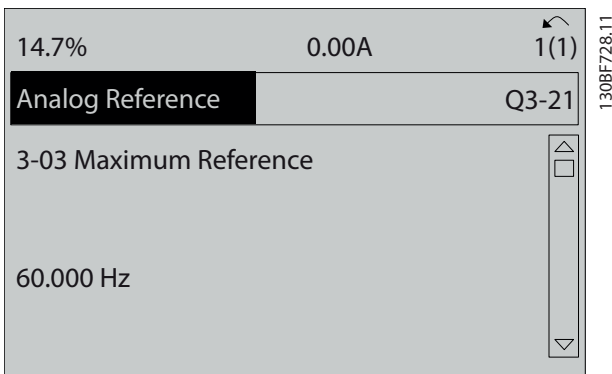 14.7% 0.00A 1(1)
Analog Reference Q3-21
3-03 Maximum Reference
60.000 Hz
130BF728.11